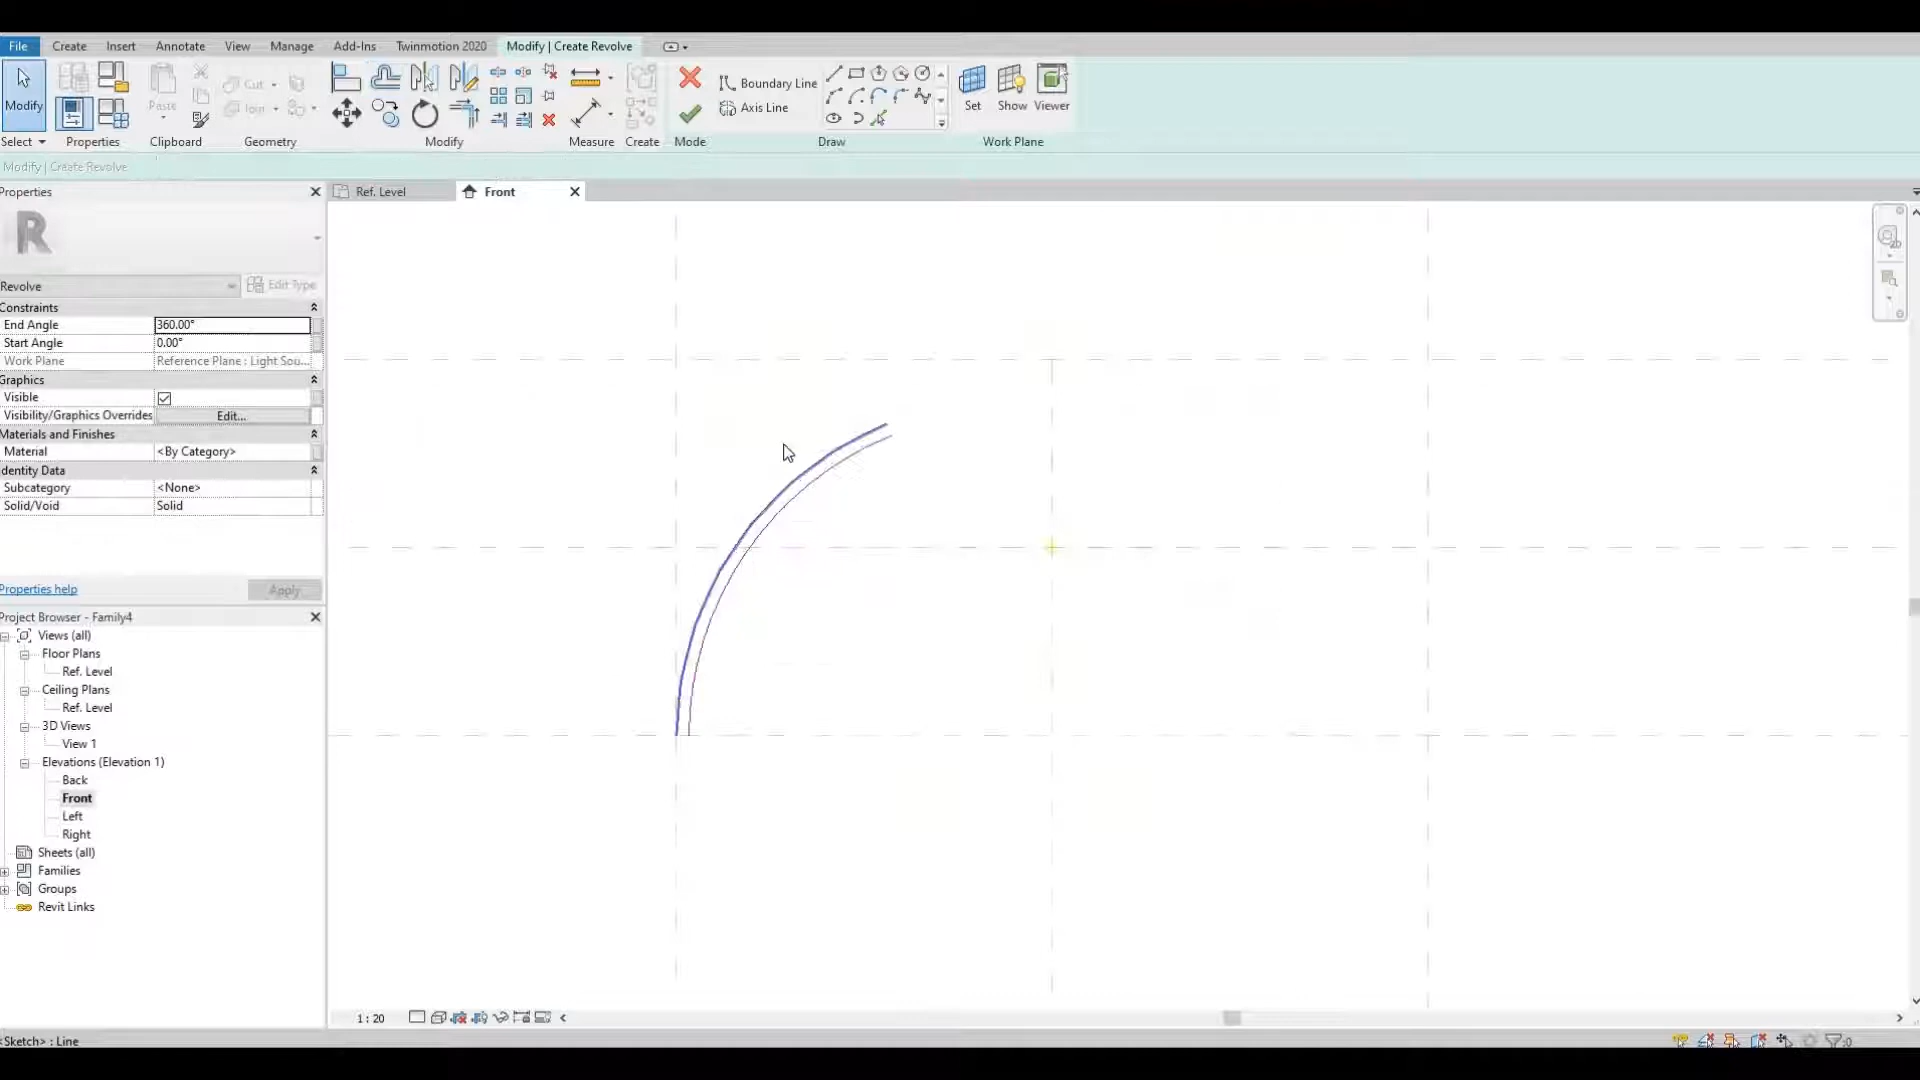 File Create Insert Annotate View Manage Add-Ins Twinmotion 2020 Modify | Create Revolve
Modify
Paste
Cut
Join
Boundary Line
Axis Line
Set Show Viewer
Select Properties Clipboard Geometry Modify Measure Create Mode Draw Work Plane
Modify | Create Revolve
Properties
Ref. Level
Front
R
Revolve
Edit Type
Constraints
End Angle 360.00°
Start Angle 0.00°
Work Plane Reference Plane : Light Sou...
Graphics
Visible
Visibility/Graphics Overrides Edit...
Materials and Finishes
Material <By Category>
dentity Data
Subcategory <None>
Solid/Void Solid
Properties help
Apply
Project Browser - Family4
Views (all)
Floor Plans
Ref. Level
Ceiling Plans
Ref. Level
3D Views
View 1
Elevations (Elevation 1)
Back
Front
Left
Right
Sheets (all)
Families
Groups
Revit Links
1 : 20
<Sketch> : Line
:0